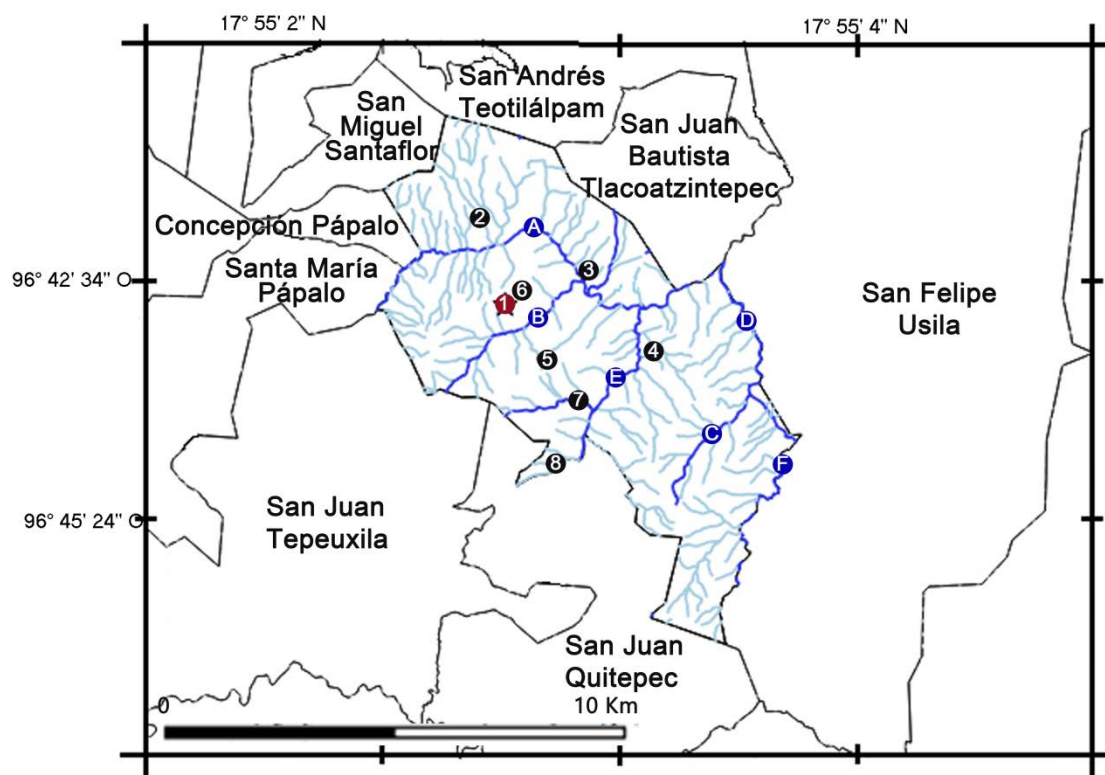 17° 55' 2" N
17° 55' 4" N
San Andrés
Teotilálpam
San
Miguel
Santaflor
San Juan
Bautista
Tlacoatzintepec
2
A
Concepción Pápalo
3
Santa María
Pápalo
96° 42' 34" O
6
1
B
San Felipe
Usila
D
5
4
E
7
C
8
F
San Juan
Tepeuxila
96° 45' 24" O
San Juan
Quitepec
0
10 Km